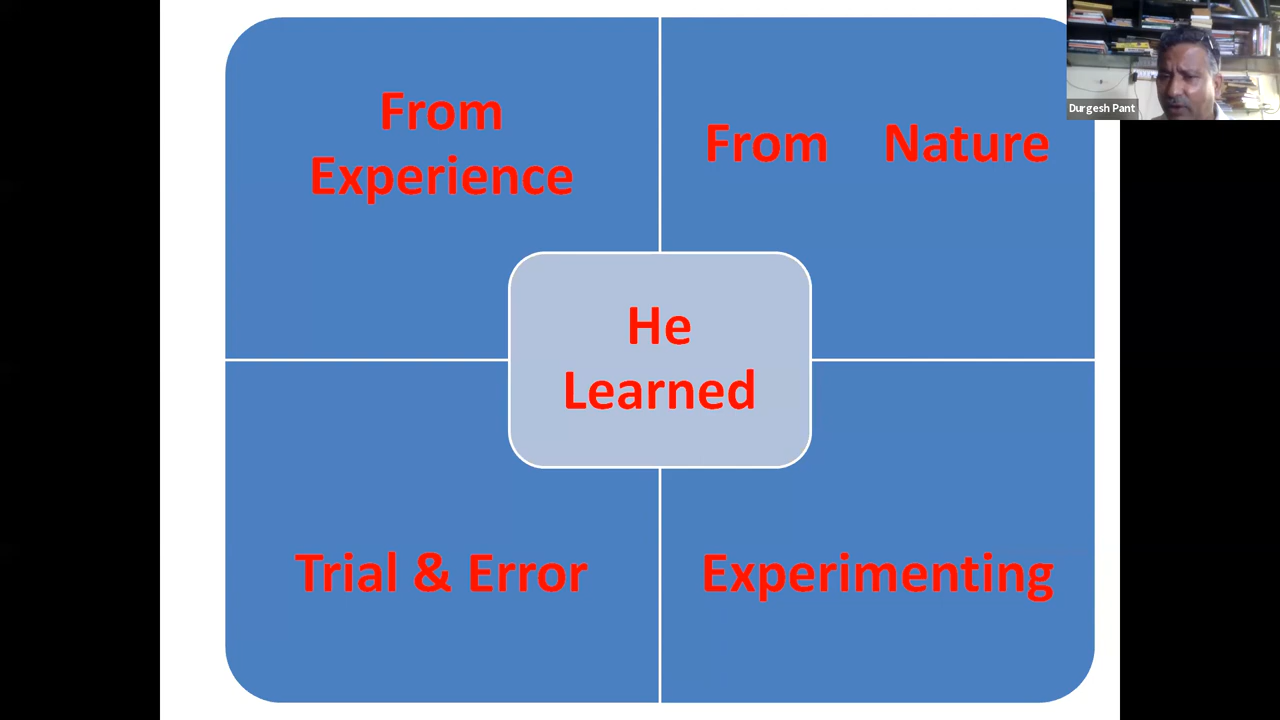 From
Experience
From Nature
He
Learned
Trial & Error
Experimenting
Durgesh Pant